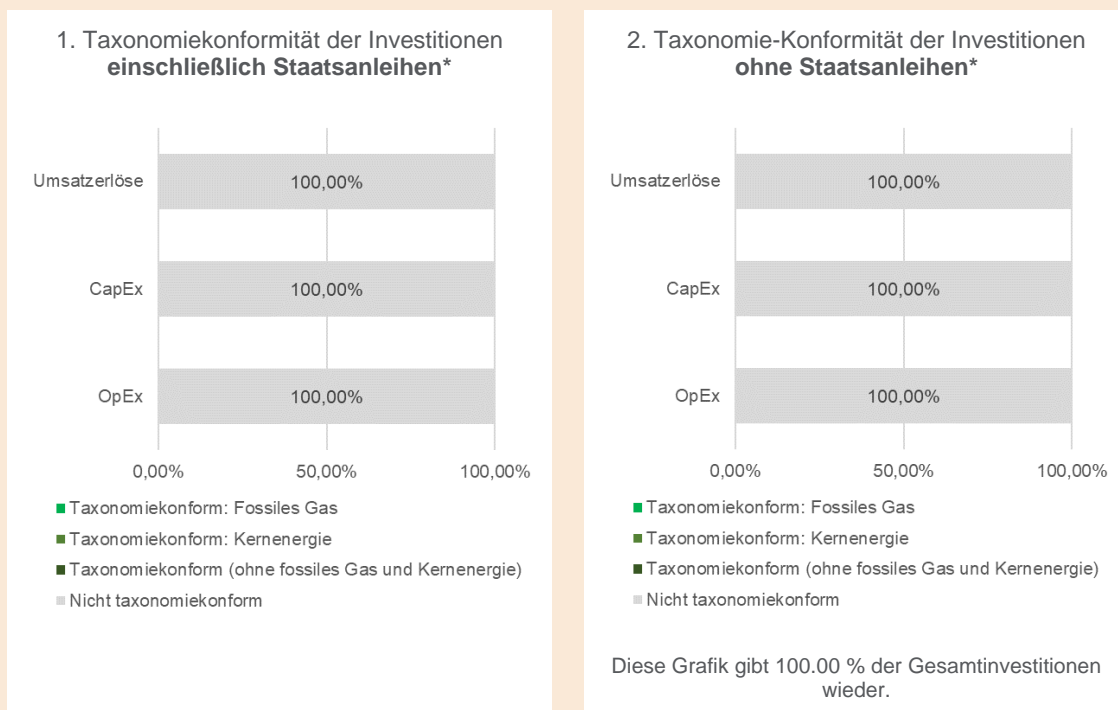 1. Taxonomiekonformität der Investitionen
einschließlich Staatsanleihen*
Umsatzerlöse
100,00%
CapEx
100,00%
OpEx
100,00%
0,00%
50,00%
100,00%
Taxonomiekonform: Fossiles Gas
Taxonomiekonform: Kernenergie
Taxonomiekonform (ohne fossiles Gas und Kernenergie)
Nicht taxonomiekonform
2. Taxonomie-Konformität der Investitionen
ohne Staatsanleihen*
Umsatzerlöse
100,00%
CapEx
100,00%
OpEx
100,00%
0,00%
50,00%
100,00%
Taxonomiekonform: Fossiles Gas
Taxonomiekonform: Kernenergie
Taxonomiekonform (ohne fossiles Gas und Kernenergie)
Nicht taxonomiekonform
Diese Grafik gibt 100.00 % der Gesamtinvestitionen
wieder.